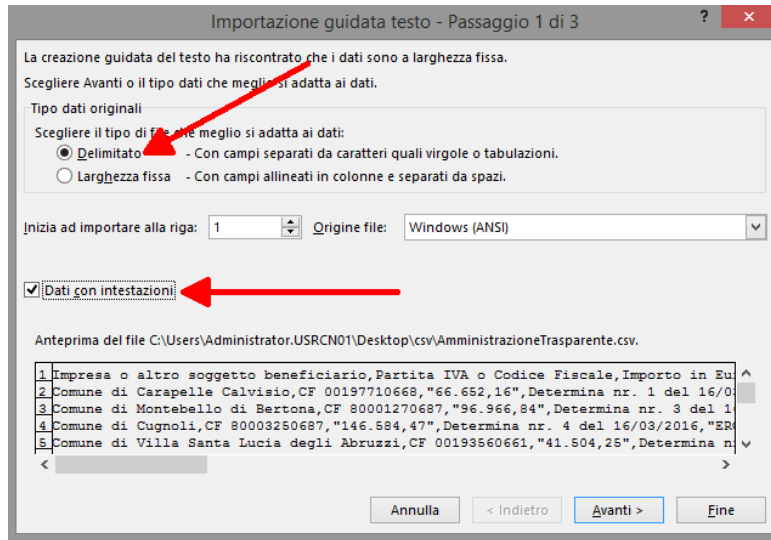 Importazione guidata testo - Passaggio 1 di 3 ? ×
La creazione guidata del testo ha riscontrato che i dati sono a larghezza fissa.
Scegliere Avanti o il tipo dati che meglio si adatta ai dati.
Tipo dati originali
Scegliere il tipo di file che meglio si adatta ai dati:
Delimitato - Con campi separati da caratteri quali virgole o tabulazioni.
Larghezza fissa - Con campi allineati in colonne e separati da spazi.
Inizia ad importare alla riga: 1 Origine file: Windows (ANSI)
Dati con intestazioni
Anteprima del file C:\Users\Administrator.USRCN01\Desktop\csv\AmministrazioneTrasparente.csv.
1 Impresa o altro soggetto beneficiario,Partita IVA o Codice Fiscale,Importo in Eu
2 Comune di Carapelle Calvisio,CF 00197710668,"66.652,16",Determina nr. 1 del 16/0
3 Comune di Montebello di Bertona,CF 80001270687,"96.966,84",Determina nr. 3 del 1
4 Comune di Cugnoli,CF 80003250687,"146.584,47",Determina nr. 4 del 16/03/2016,"ER
5 Comune di Villa Santa Lucia degli Abruzzi,CF 00193560661,"41.504,25",Determina n
Annulla < Indietro Avanti > Fine